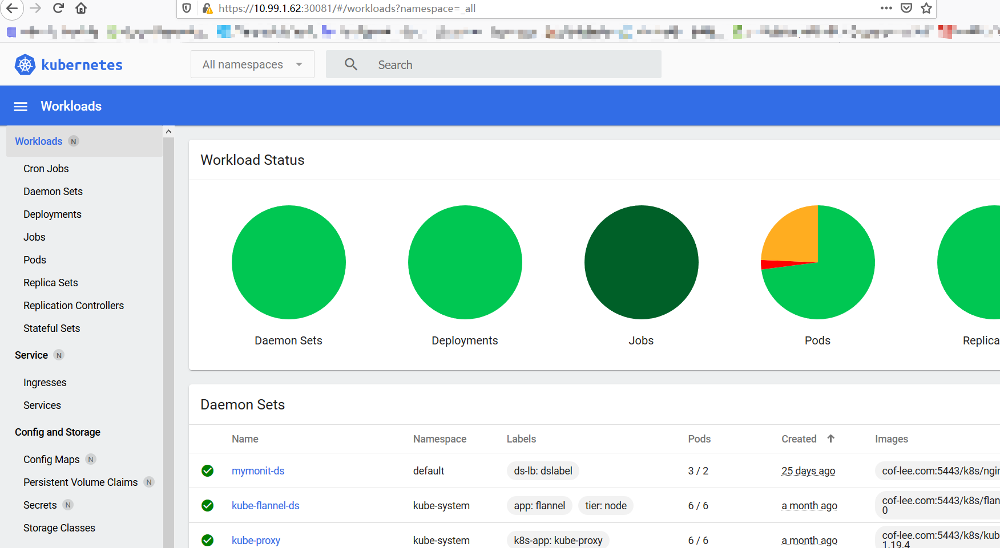 https://10.99.1.62:30081/#/workloads?namespace=_all
kubernetes
All namespaces
Search
Workloads
Workloads N
Cron Jobs
Daemon Sets
Deployments
Jobs
Pods
Replica Sets
Replication Controllers
Stateful Sets
Service N
Ingresses
Services
Config and Storage
Config Maps N
Persistent Volume Claims N
Secrets N
Storage Classes
Workload Status
Daemon Sets
Deployments
Jobs
Pods
Replica
Daemon Sets
Name Namespace Labels Pods Created Images
mymonit-ds default ds-lb: dslabel 3 / 2 25 days ago cof-lee.com:5443/k8s/ngin
kube-flannel-ds kube-system app: flannel tier: node 6 / 6 a month ago cof-lee.com:5443/k8s/flan
0
kube-proxy kube-system k8s-app: kube-proxy 6 / 6 a month ago cof-lee.com:5443/k8s/kub
1.19.4